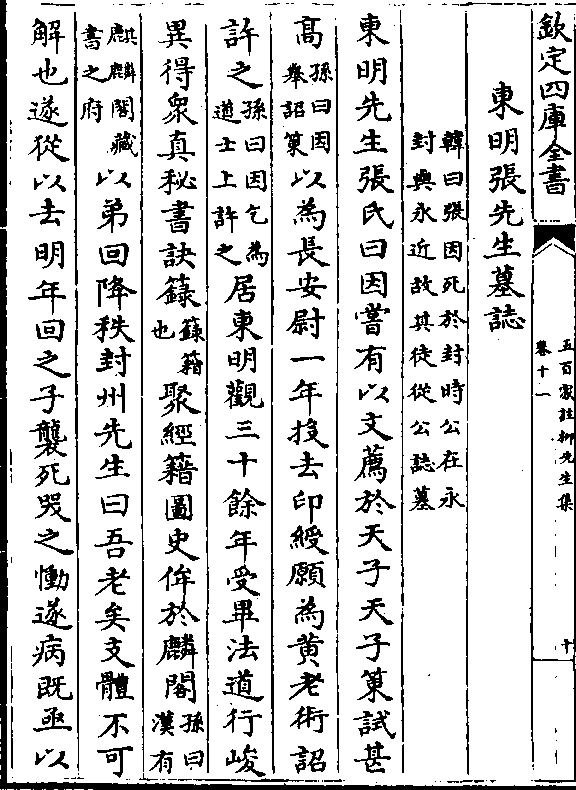 欽定四庫全書
五百家註柳先生集
卷十一
十
東明張先生墓誌
韓曰張因死於封時公在永
封與永近故其徒從公誌墓
東明先生張氏曰因嘗有以文薦於天子天子策試甚
高孫曰因舉詔策以為長安尉一年投去印綬願為黃老術詔
許之孫曰因乞為道士上許之居東明觀三十餘年受畢法道行峻
異得衆真秘書訣籙籙籍也聚經籍圖史侔於麟閣孫曰漢有
麒麟閣藏書之府以弟回降秩封州先生曰吾老矣支體不可
解也遂從以去明年回之子襲死哭之慟遂病既亟以